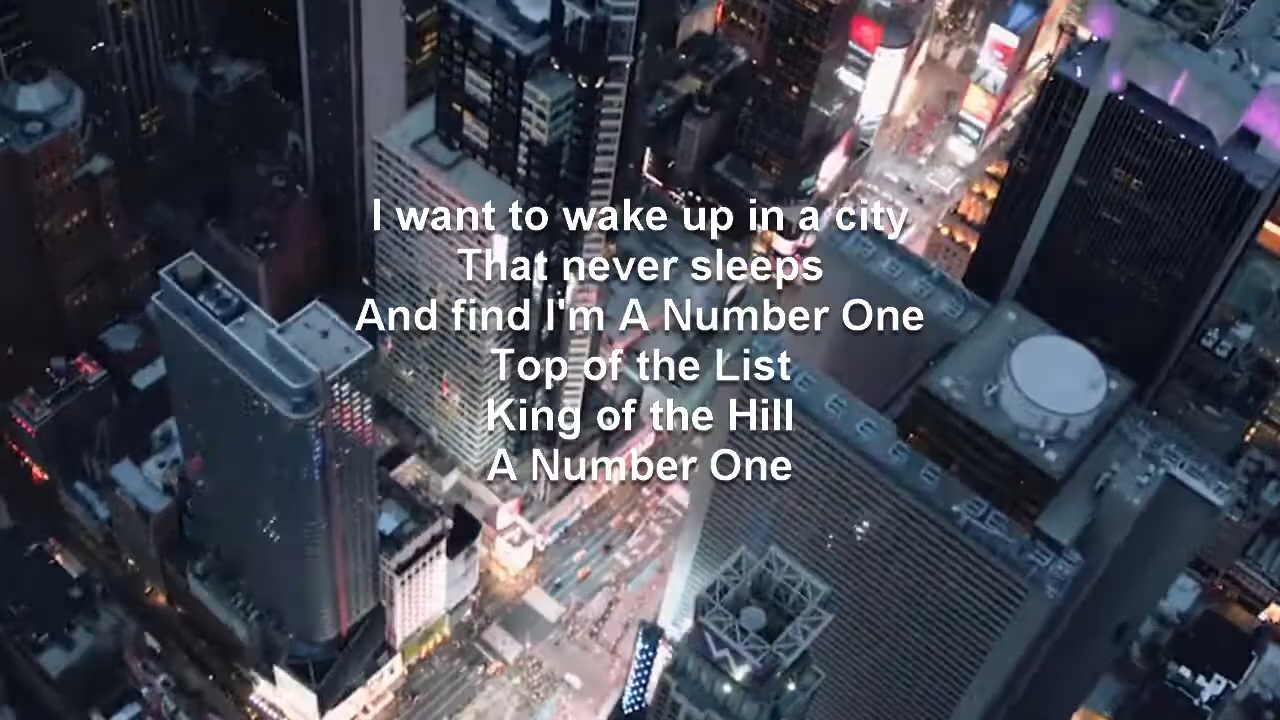 I want to wake up in a city
That never sleeps
And find I'm A Number One
Top of the List
King of the Hill
A Number One